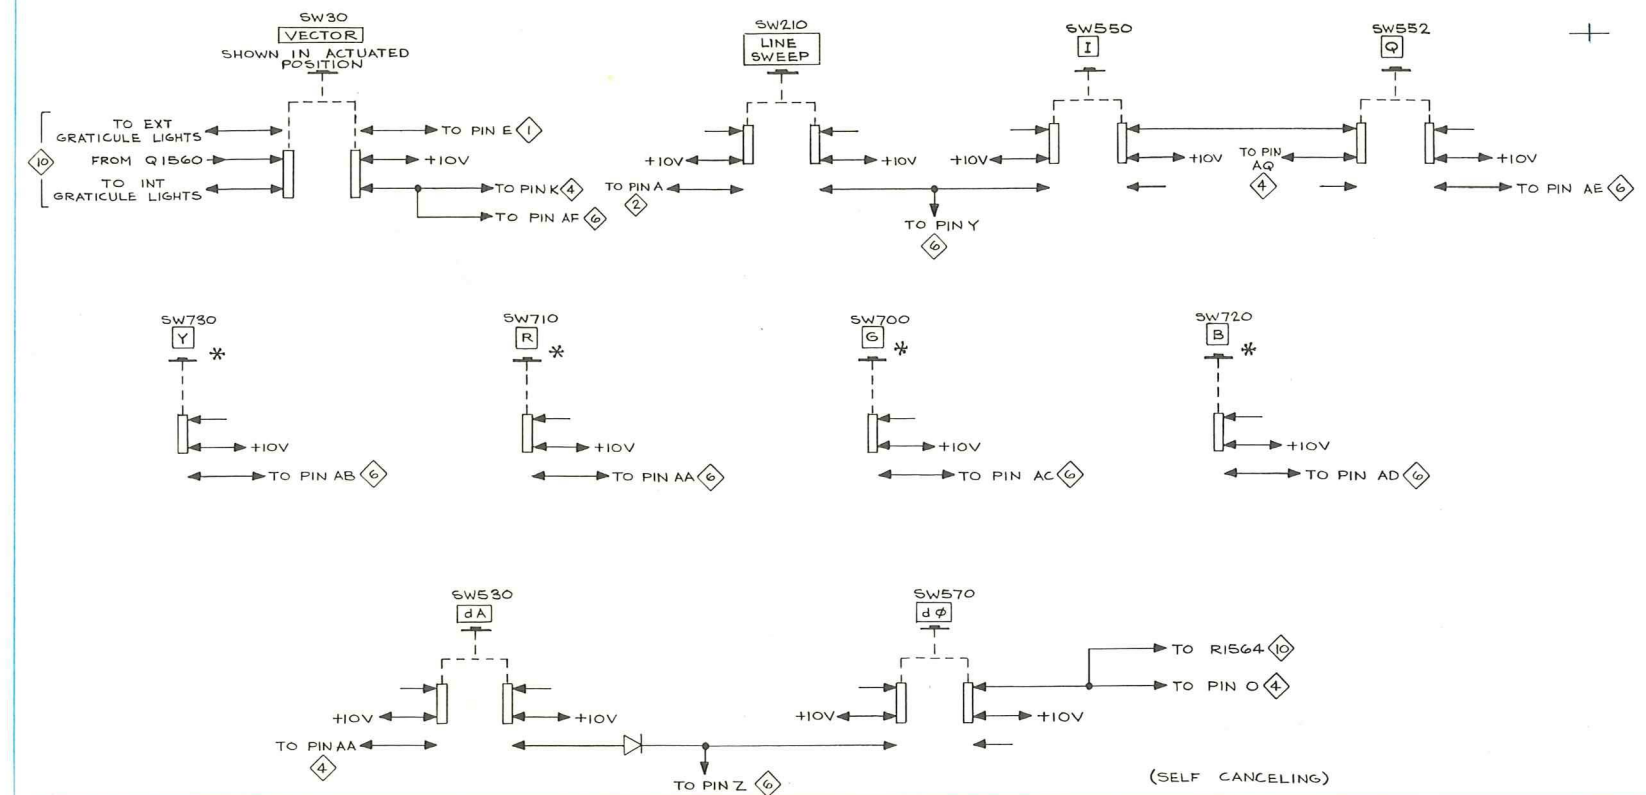 SW30
VECTOR
SHOWN IN ACTUATED
POSITION
TO EXT
GRATICULE LIGHTS
10
FROM Q1560
TO INT
GRATICULE LIGHTS
TO PIN E 1
+10V
TO PIN K 4
TO PIN AF 6
SW210
LINE
SWEEP
+10V
TO PIN A
2
+10V
TO PIN Y
6
SW550
I
+10V
+10V
SW552
Q
TO PIN
AQ
4
+10V
TO PIN AE 6
SW730
Y *
+10V
TO PIN AB 6
SW710
R *
+10V
TO PIN AA 6
SW700
G *
+10V
TO PIN AC 6
SW720
B *
+10V
TO PIN AD 6
SW530
dA
+10V
TO PIN AA
4
+10V
TO PIN Z 6
SW570
dΦ
+10V
TO R1564 10
TO PIN O 4
+10V
(SELF CANCELING)